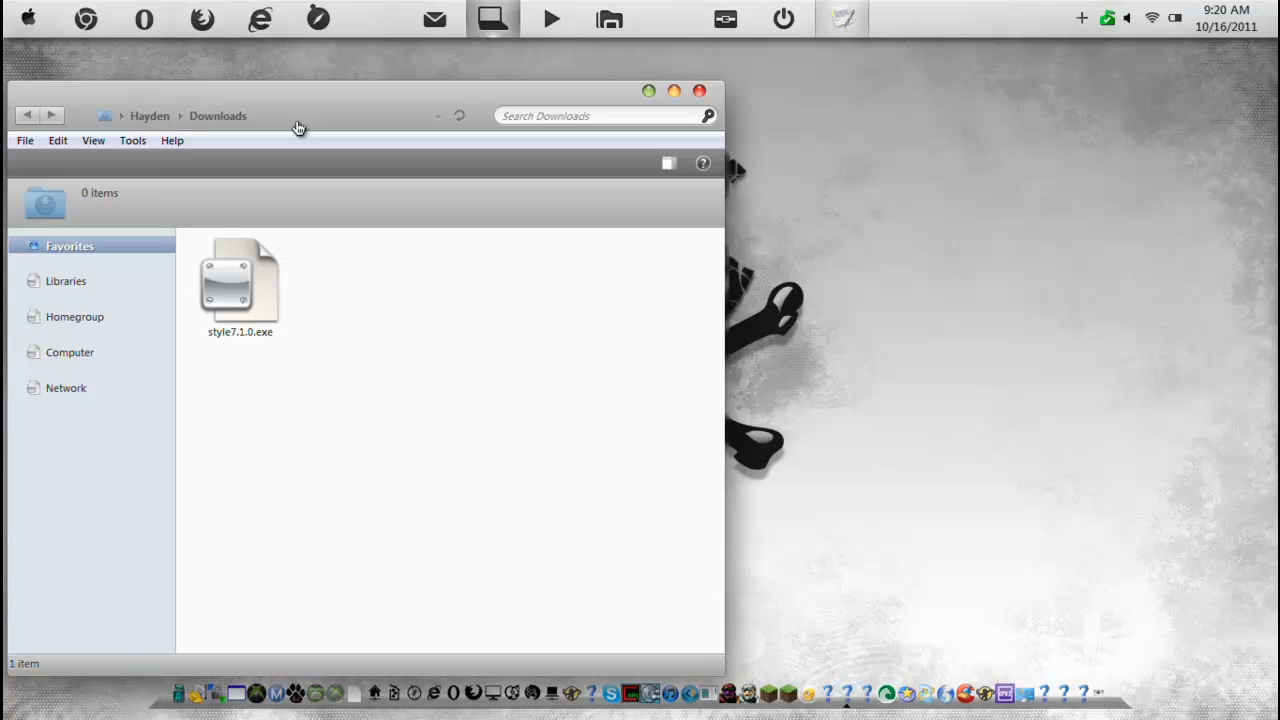 9:20 AM
10/16/2011
Hayden
Downloads
Search Downloads
File Edit View Tools Help
0 items
Favorites
Libraries
Homegroup
Computer
Network
style7.1.0.exe
1 item